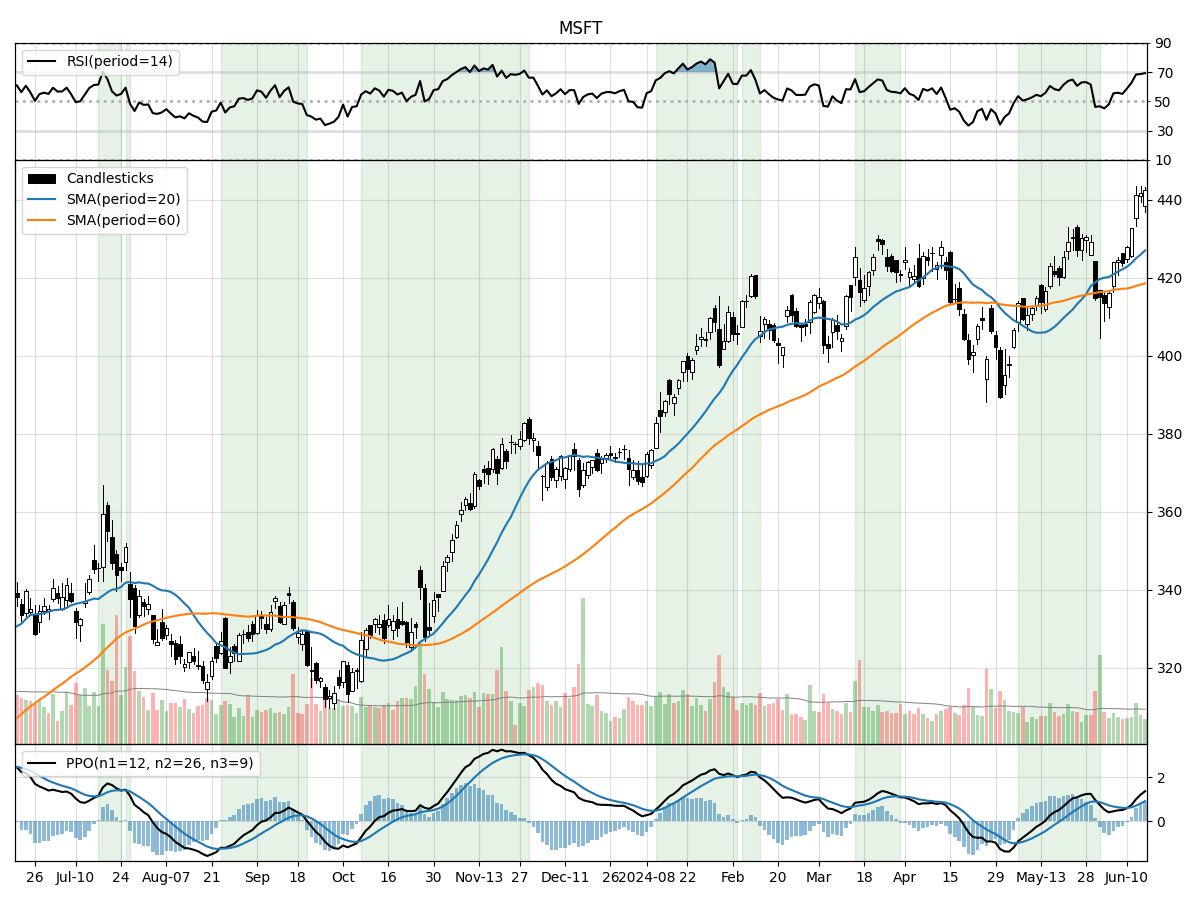 MSFT
RSI(period=14)
90
70
50
30
10
Candlesticks
SMA(period=20)
SMA(period=60)
440
420
400
380
360
340
320
PPO(n1=12, n2=26, n3=9)
2
0
26 Jul-10 24 Aug-07 21 Sep 18 Oct 16 30 Nov-13 27 Dec-11 26 2024-08 22 Feb 20 Mar 18 Apr 15 29 May-13 28 Jun-10